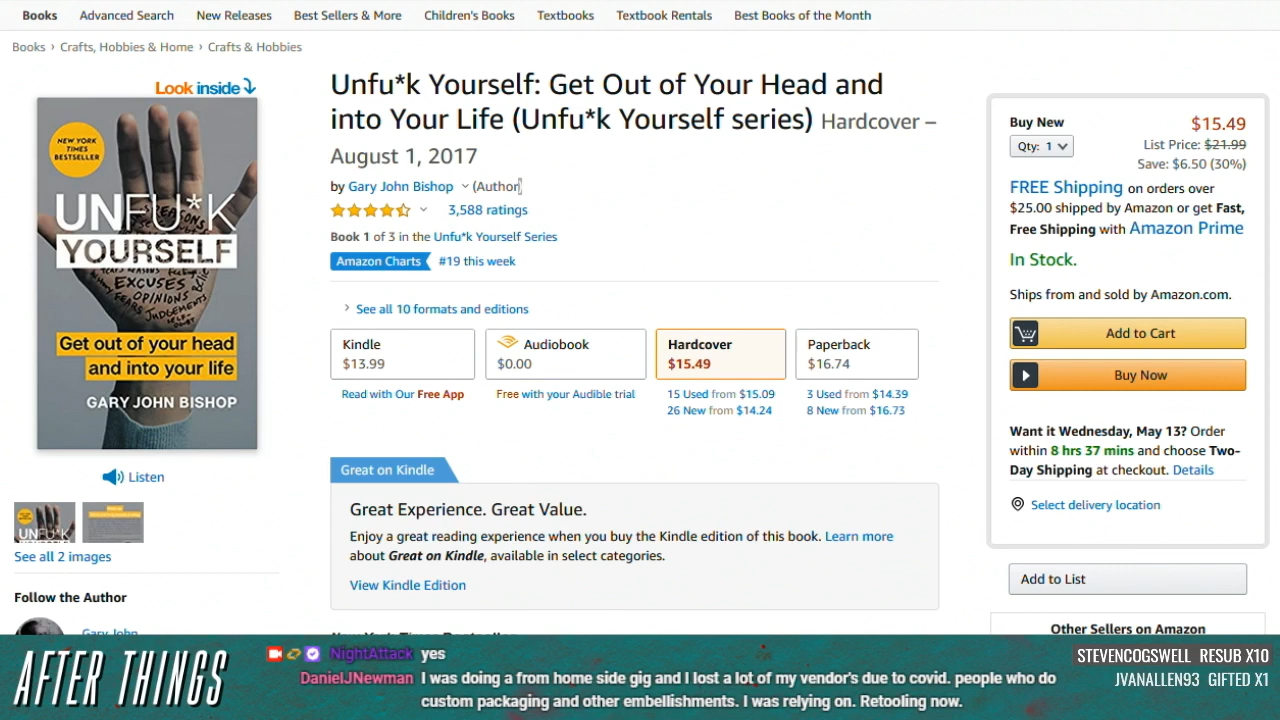 Books Advanced Search New Releases Best Sellers & More Children's Books Textbooks Textbook Rentals Best Books of the Month
Books › Crafts, Hobbies & Home › Crafts & Hobbies
Look inside
NEW YORK
TIMES
BESTSELLER
UNFU*K
YOURSELF
REASONS
EXCUSES
OPINIONS
FEARS JUDGEMENTS
Get out of your head
and into your life
GARY JOHN BISHOP
Listen
See all 2 images
Follow the Author
Gary John
Unfu*k Yourself: Get Out of Your Head and
into Your Life (Unfu*k Yourself series) Hardcover –
August 1, 2017
by Gary John Bishop (Author)
3,588 ratings
Book 1 of 3 in the Unfu*k Yourself Series
Amazon Charts #19 this week
See all 10 formats and editions
Kindle
$13.99
Read with Our Free App
Audiobook
$0.00
Free with your Audible trial
Hardcover
$15.49
15 Used from $15.09
26 New from $14.24
Paperback
$16.74
3 Used from $14.39
8 New from $16.73
Great on Kindle
Great Experience. Great Value.
Enjoy a great reading experience when you buy the Kindle edition of this book. Learn more
about Great on Kindle, available in select categories.
View Kindle Edition
Buy New
$15.49
Qty: 1
List Price: $21.99
Save: $6.50 (30%)
FREE Shipping on orders over
$25.00 shipped by Amazon or get Fast,
Free Shipping with Amazon Prime
In Stock.
Ships from and sold by Amazon.com.
Add to Cart
Buy Now
Want it Wednesday, May 13? Order
within 8 hrs 37 mins and choose Two-
Day Shipping at checkout. Details
Select delivery location
Add to List
Other Sellers on Amazon
AFTER THINGS
NightAttack yes
DanielJNewman I was doing a from home side gig and I lost a lot of my vendor's due to covid. people who do
custom packaging and other embellishments. I was relying on. Retooling now.
STEVENCOGSWELL RESUB X10
JVANALLEN93 GIFTED X1